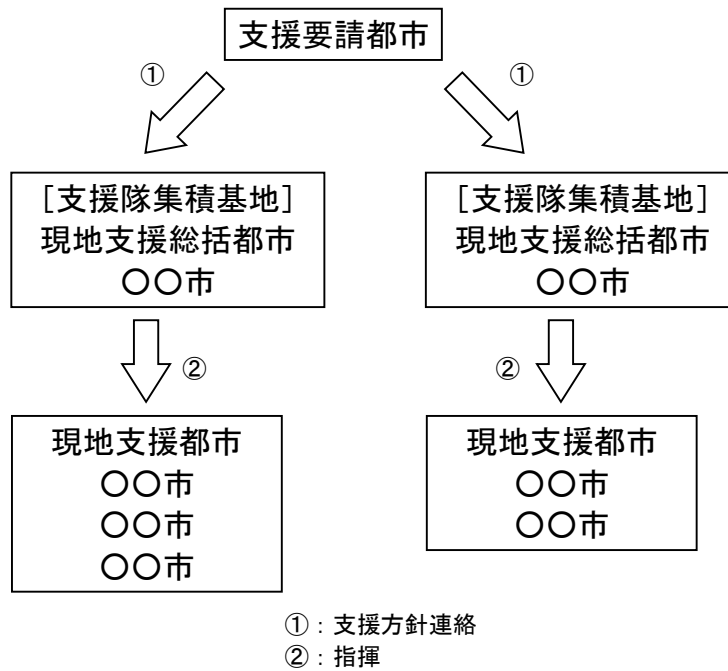 支援要請都市
①
①
[支援隊集積基地]
現地支援総括都市
〇〇市
[支援隊集積基地]
現地支援総括都市
〇〇市
②
②
現地支援都市
〇〇市
〇〇市
〇〇市
現地支援都市
〇〇市
〇〇市
①：支援方針連絡
②：指揮